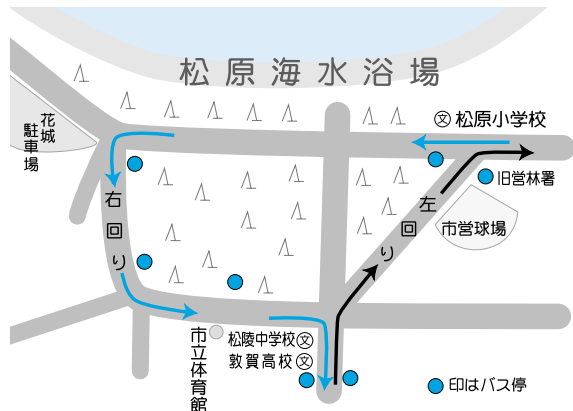 松原海水浴場
花城
駐車場
文 松原小学校
旧営林署
市営球場
左回り
右回り
市立体育館
松陵中学校 文
敦賀高校 文
印はバス停